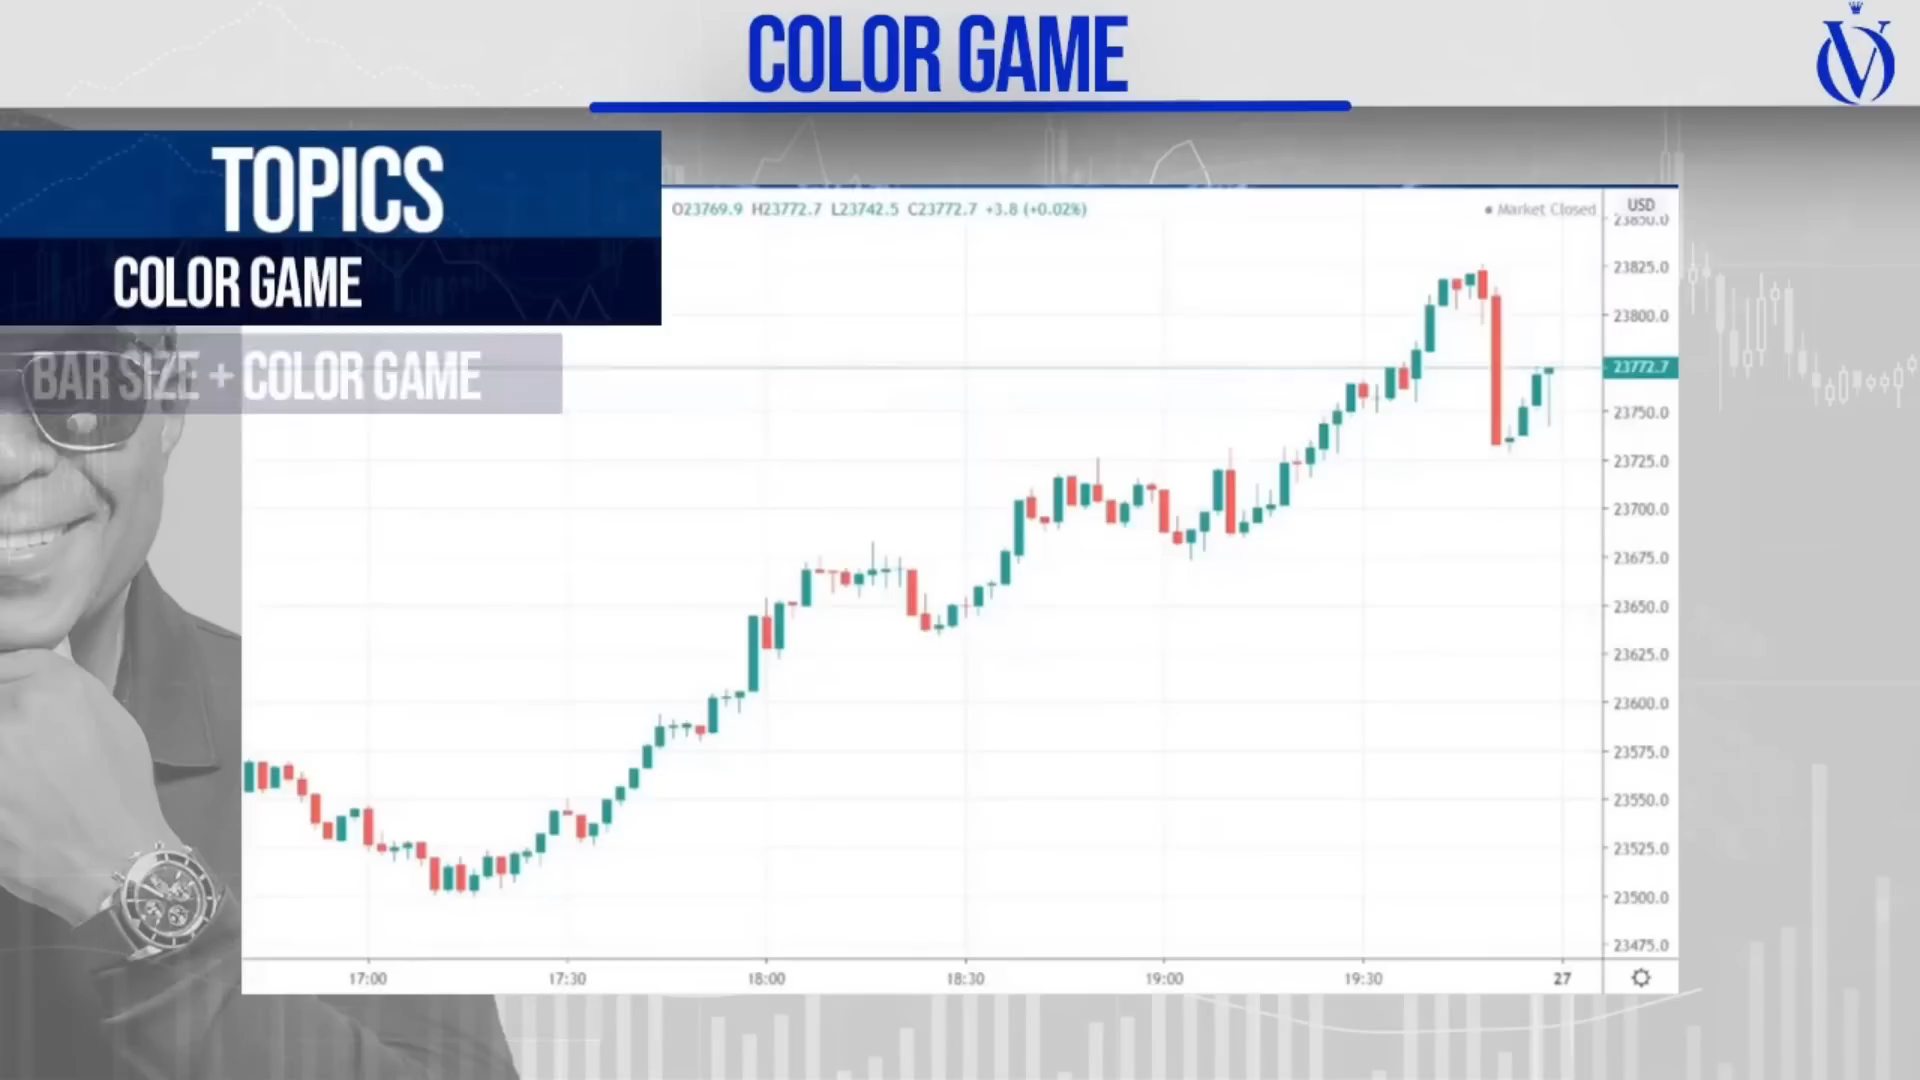 COLOR GAME
TOPICS
COLOR GAME
BAR SIZE + COLOR GAME
O23769.9 H23772.7 L23742.5 C23772.7 +3.8 (+0.02%)
Market Closed
USD
23850.0
23825.0
23800.0
23772.7
23750.0
23725.0
23700.0
23675.0
23650.0
23625.0
23600.0
23575.0
23550.0
23525.0
23500.0
23475.0
17:00 17:30 18:00 18:30 19:00 19:30 27